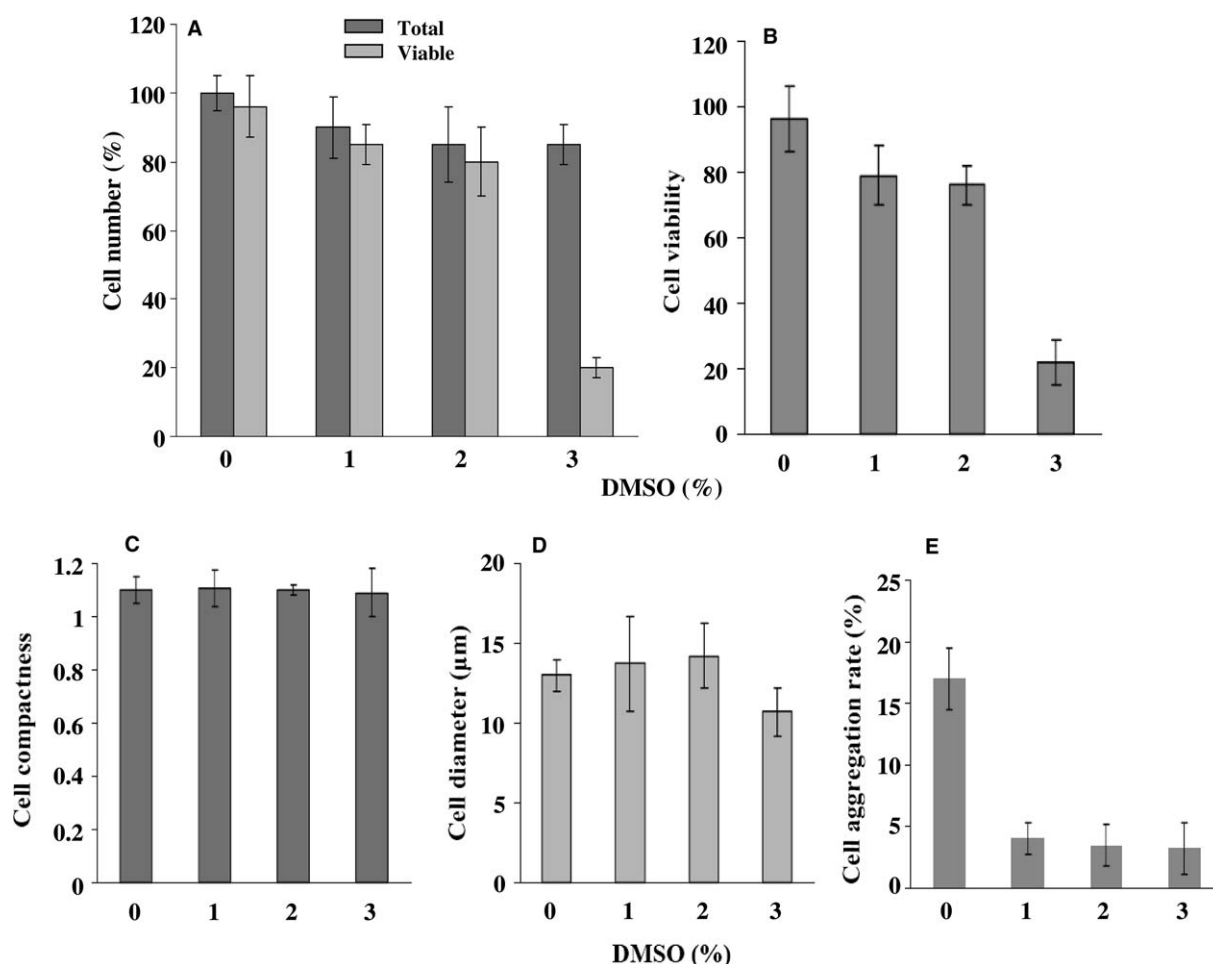 A
Total
Viable
Cell number (%)
120
100
80
60
40
20
0
0 1 2 3
B
Cell viability
120
100
80
60
40
20
0
0 1 2 3
DMSO (%)
C
Cell compactness
1.2
1
0.8
0.6
0.4
0.2
0
0 1 2 3
D
Cell diameter (µm)
20
15
10
5
0
0 1 2 3
E
Cell aggregation rate (%)
25
20
15
10
5
0
0 1 2 3
DMSO (%)